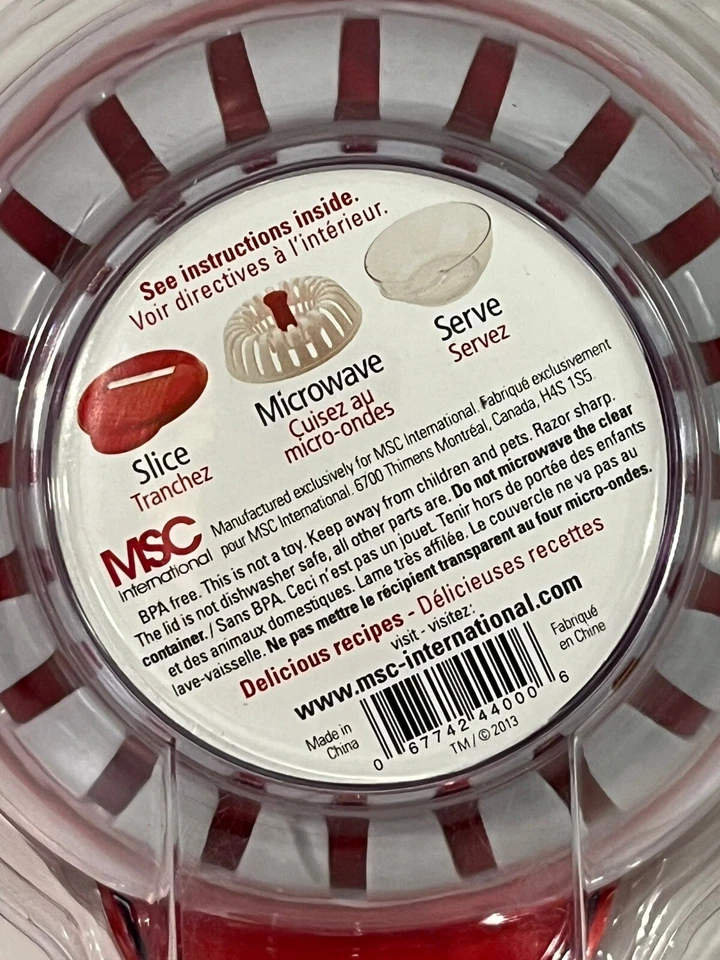 See instructions inside.
Voir directives à l'intérieur.
Slice
Tranchez
Microwave
Cuisez au
micro-ondes
Serve
Servez
MSC
International
Manufactured exclusively for MSC International. Fabriqué exclusivement
pour MSC International. 6700 Thimens Montréal, Canada, H4S 1S5.
BPA free. This is not a toy. Keep away from children and pets. Razor sharp.
The lid is not dishwasher safe, all other parts are. Do not microwave the clear
container. / Sans BPA. Ceci n'est pas un jouet. Tenir hors de portée des enfants
et des animaux domestiques. Lame très affilée. Le couvercle ne va pas au
lave-vaisselle. Ne pas mettre le récipient transparent au four micro-ondes.
Delicious recipes - Délicieuses recettes
visit - visitez:
www.msc-international.com
Made in
China
0 67742 44000 6
Fabriqué
en Chine
TM / © 2013